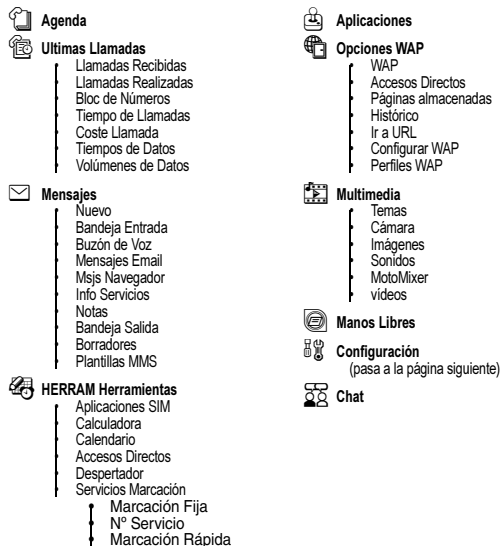 Agenda
Ultimas Llamadas
Llamadas Recibidas
Llamadas Realizadas
Bloc de Números
Tiempo de Llamadas
Coste Llamada
Tiempos de Datos
Volúmenes de Datos
Mensajes
Nuevo
Bandeja Entrada
Buzón de Voz
Mensajes Email
Msjs Navegador
Info Servicios
Notas
Bandeja Salida
Borradores
Plantillas MMS
HERRAM Herramientas
Aplicaciones SIM
Calculadora
Calendario
Accesos Directos
Despertador
Servicios Marcación
Marcación Fija
Nº Servicio
Marcación Rápida
Aplicaciones
Opciones WAP
WAP
Accesos Directos
Páginas almacenadas
Histórico
Ir a URL
Configurar WAP
Perfiles WAP
Multimedia
Temas
Cámara
Imágenes
Sonidos
MotoMixer
vídeos
Manos Libres
Configuración
(pasa a la página siguiente)
Chat